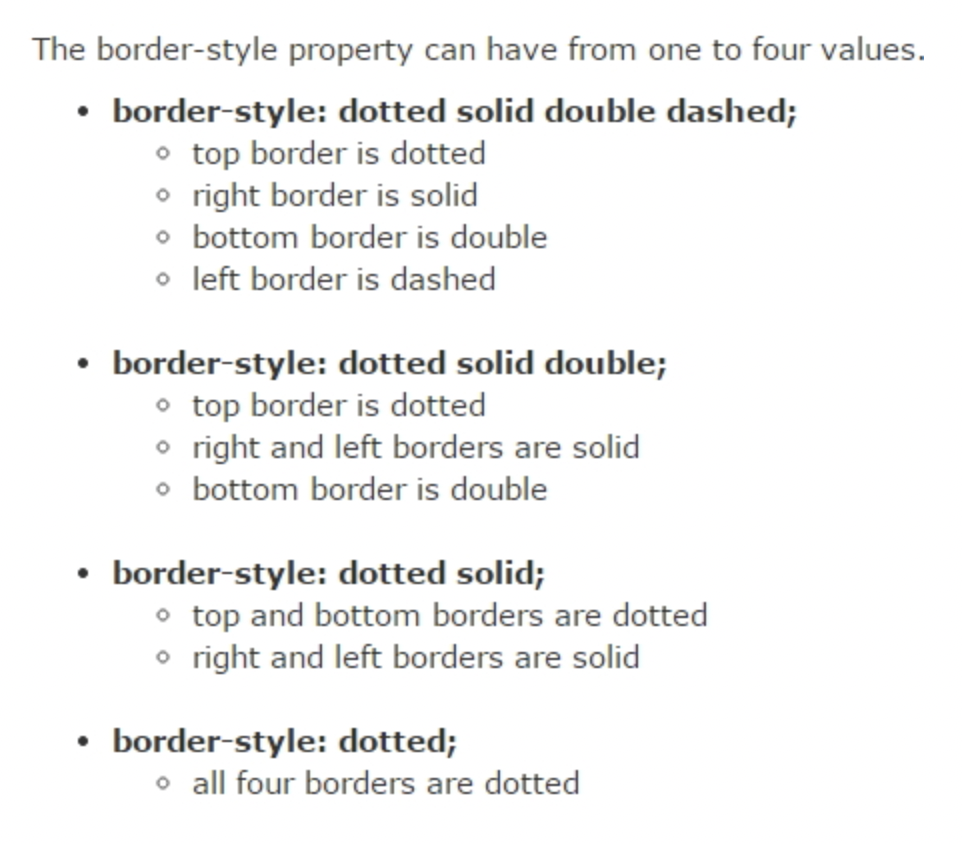 The border-style property can have from one to four values.
border-style: dotted solid double dashed;
top border is dotted
right border is solid
bottom border is double
left border is dashed
border-style: dotted solid double;
top border is dotted
right and left borders are solid
bottom border is double
border-style: dotted solid;
top and bottom borders are dotted
right and left borders are solid
border-style: dotted;
all four borders are dotted